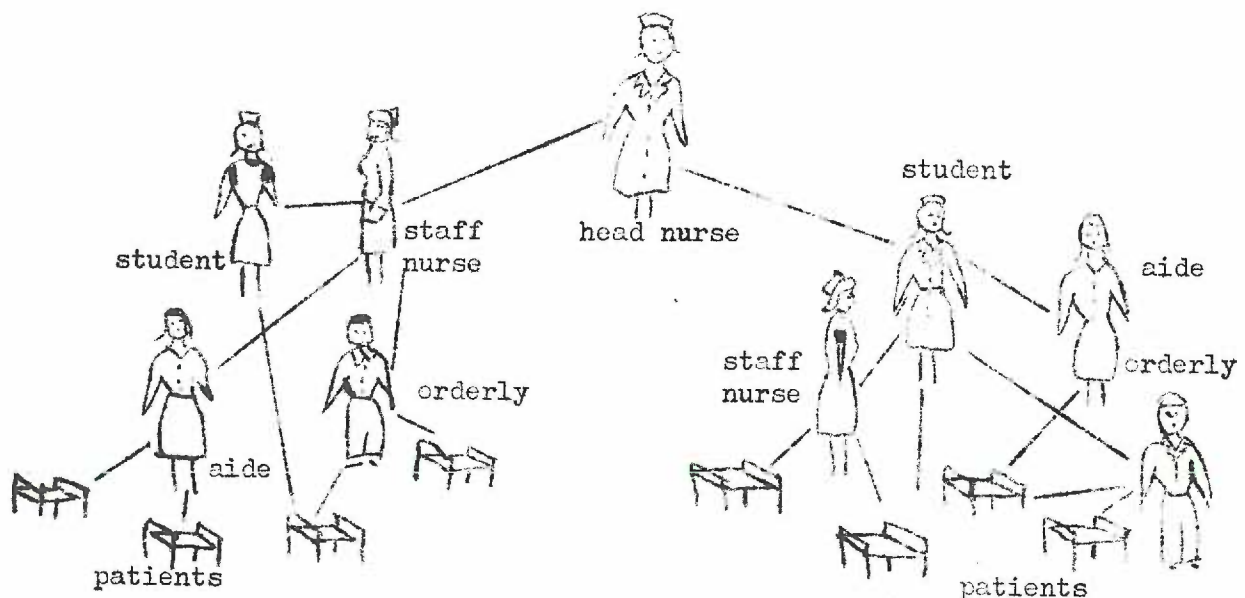 student
staff
nurse
head nurse
student
aide
staff
nurse
orderly
orderly
aide
patients
patients